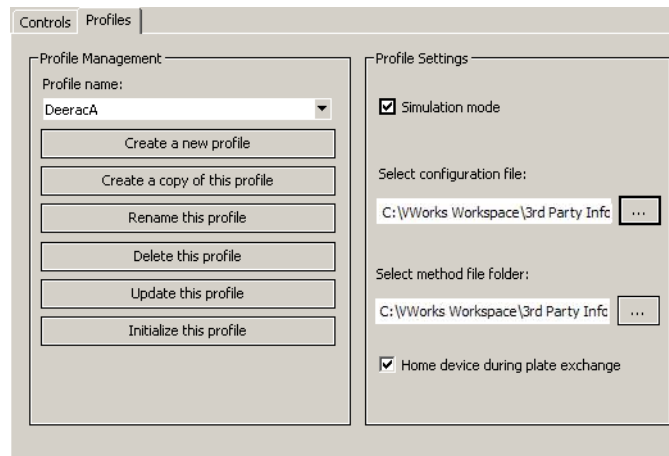 Controls
Profiles
Profile Management
Profile name:
DeeracA
Create a new profile
Create a copy of this profile
Rename this profile
Delete this profile
Update this profile
Initialize this profile
Profile Settings
Simulation mode
Select configuration file:
C:\VWorks Workspace\3rd Party Info
...
Select method file folder:
C:\VWorks Workspace\3rd Party Info
...
Home device during plate exchange